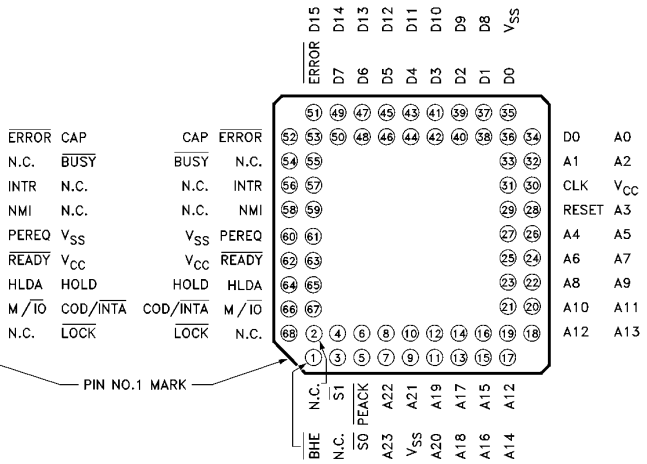 D15 D14 D13 D12 D11 D10 D9 D8 VSS
ERROR D7 D6 D5 D4 D3 D2 D1 D0
51 49 47 45 43 41 39 37 35
ERROR CAP CAP ERROR 52 53 50 48 46 44 42 40 38 36 34 D0 A0
N.C. BUSY BUSY N.C. 54 55 33 32 A1 A2
INTR N.C. N.C. INTR 56 57 31 30 CLK VCC
NMI N.C. N.C. NMI 58 59 29 28 RESET A3
PEREQ VSS VSS PEREQ 60 61 27 26 A4 A5
READY VCC VCC READY 62 63 25 24 A6 A7
HLDA HOLD HOLD HLDA 64 65 23 22 A8 A9
M/IO COD/INTA COD/INTA M/IO 66 67 21 20 A10 A11
N.C. LOCK LOCK N.C. 68 2 4 6 8 10 12 14 16 19 18 A12 A13
1 3 5 7 9 11 13 15 17
PIN NO.1 MARK
N.C. S1 PEACK A22 A21 A19 A17 A15 A12
BHE N.C. S0 A23 VSS A20 A18 A16 A14